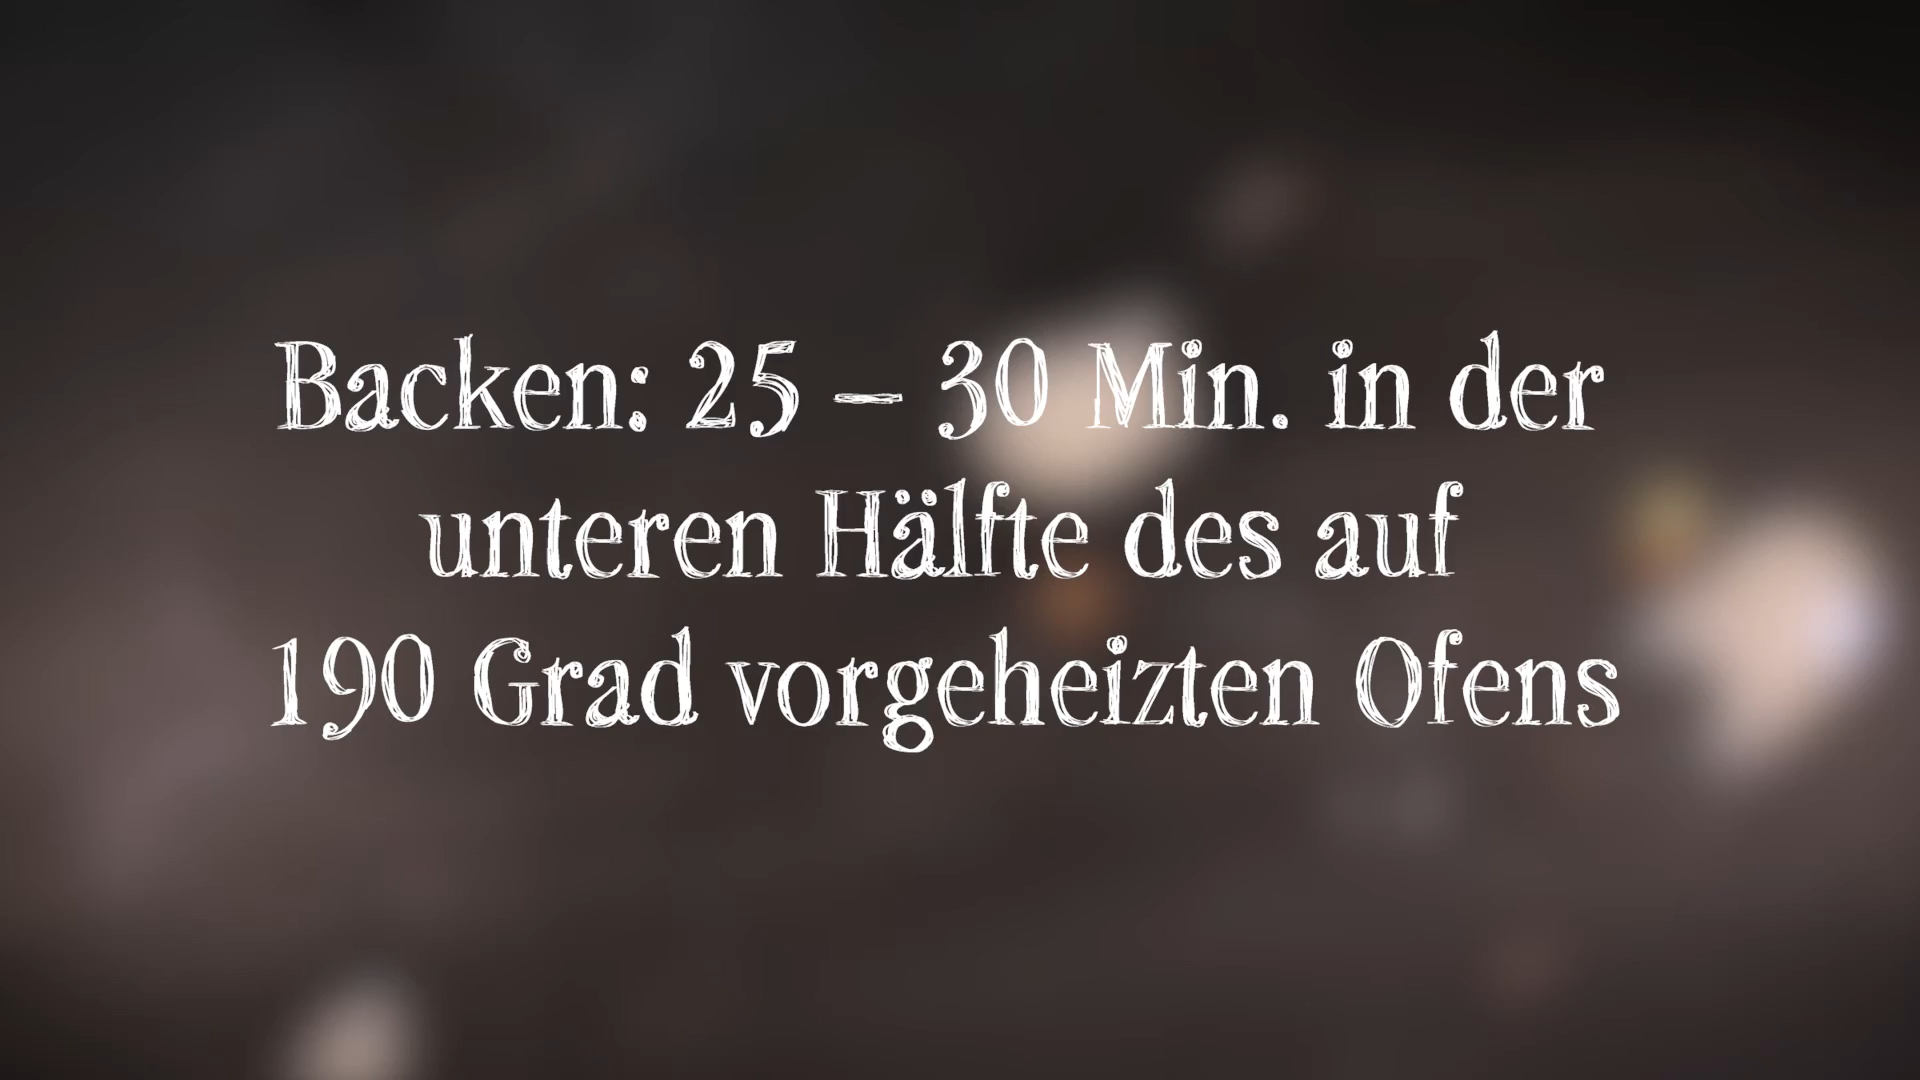 Backen: 25 – 30 Min. in der
unteren Hälfte des auf
190 Grad vorgeheizten Ofens